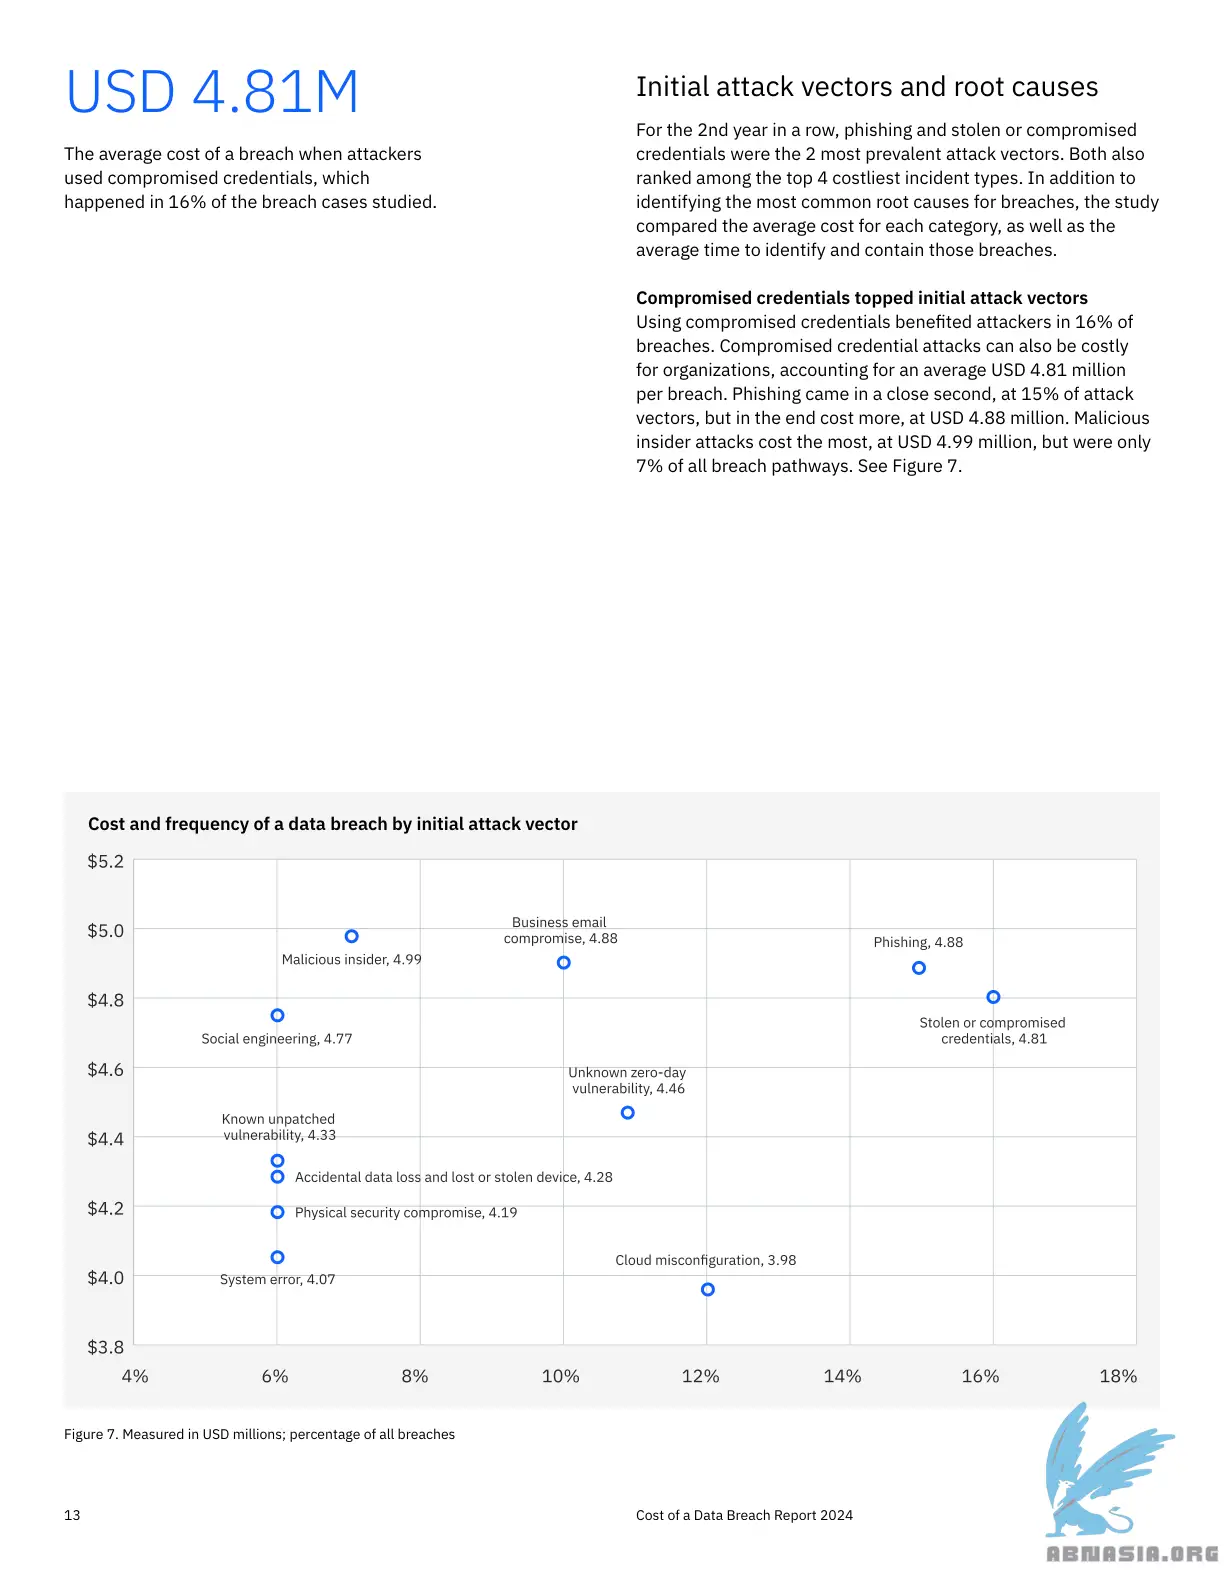 USD 4.81M
The average cost of a breach when attackers
used compromised credentials, which
happened in 16% of the breach cases studied.
Initial attack vectors and root causes
For the 2nd year in a row, phishing and stolen or compromised
credentials were the 2 most prevalent attack vectors. Both also
ranked among the top 4 costliest incident types. In addition to
identifying the most common root causes for breaches, the study
compared the average cost for each category, as well as the
average time to identify and contain those breaches.
Compromised credentials topped initial attack vectors
Using compromised credentials benefited attackers in 16% of
breaches. Compromised credential attacks can also be costly
for organizations, accounting for an average USD 4.81 million
per breach. Phishing came in a close second, at 15% of attack
vectors, but in the end cost more, at USD 4.88 million. Malicious
insider attacks cost the most, at USD 4.99 million, but were only
7% of all breach pathways. See Figure 7.
Cost and frequency of a data breach by initial attack vector
$5.2
$5.0
$4.8
$4.6
$4.4
$4.2
$4.0
$3.8
Business email
compromise, 4.88
Phishing, 4.88
Malicious insider, 4.99
Stolen or compromised
credentials, 4.81
Social engineering, 4.77
Unknown zero-day
vulnerability, 4.46
Known unpatched
vulnerability, 4.33
Accidental data loss and lost or stolen device, 4.28
Physical security compromise, 4.19
Cloud misconfiguration, 3.98
System error, 4.07
4% 6% 8% 10% 12% 14% 16% 18%
Figure 7. Measured in USD millions; percentage of all breaches
13
Cost of a Data Breach Report 2024
ABNASIA.ORG